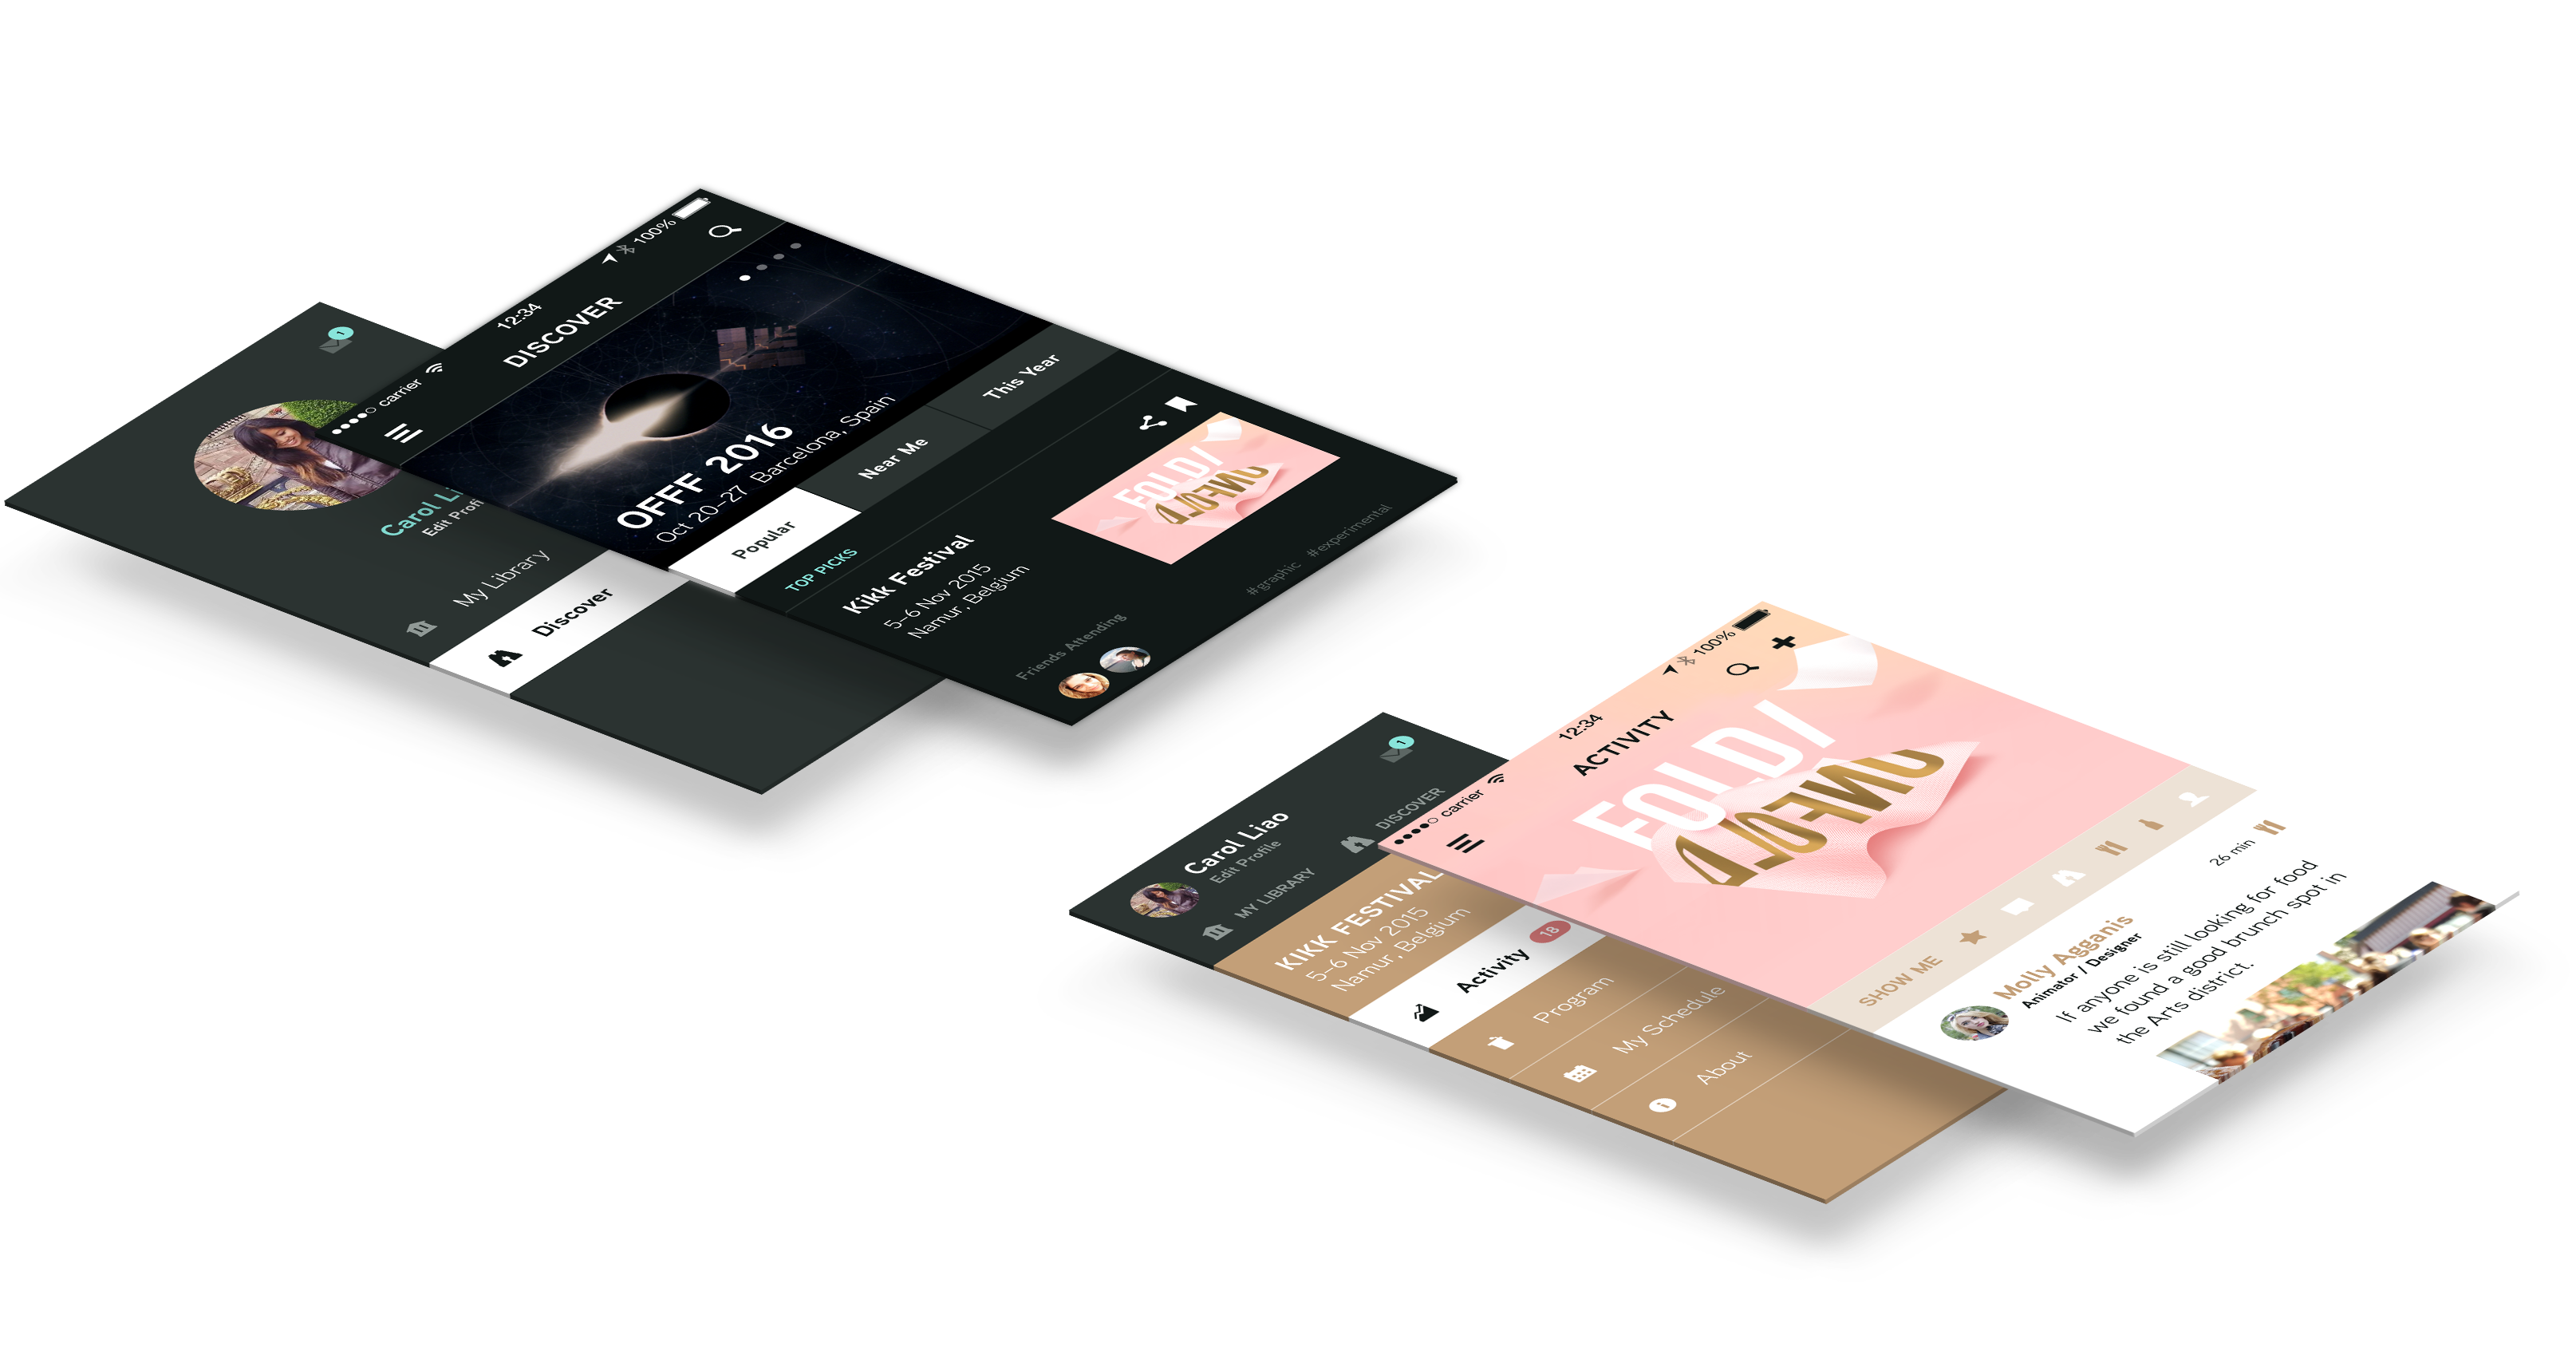 1
Carol Li
Edit Profi
My Library
Discover
carrier
12:34
100%
DISCOVER
OFFF 2016
Oct 20–27 Barcelona, Spain
Popular
Near Me
This Year
TOP PICKS
Kikk Festival
5–6 Nov 2015
Namur, Belgium
FOLD/
UNFOLD
Friends Attending
#graphic
#experimental
1
Carol Liao
Edit Profile
MY LIBRARY
DISCOVER
KIKK FESTIVAL
5–6 Nov 2015
Namur, Belgium
Activity
18
Program
My Schedule
About
carrier
12:34
100%
ACTIVITY
FOLD/
UNFOLD
SHOW ME
Molly Agganis
Animator / Designer
26 min
If anyone is still looking for food
we found a good brunch spot in
the Arts district.